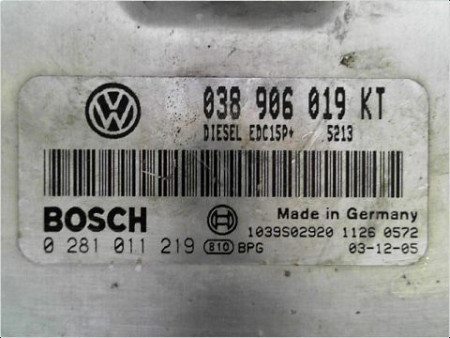 038 906 019 KT
DIESEL EDC15P+ 5213
BOSCH
Made in Germany
1039S02920 1126 0572
0 281 011 219 810 BPG 03-12-05